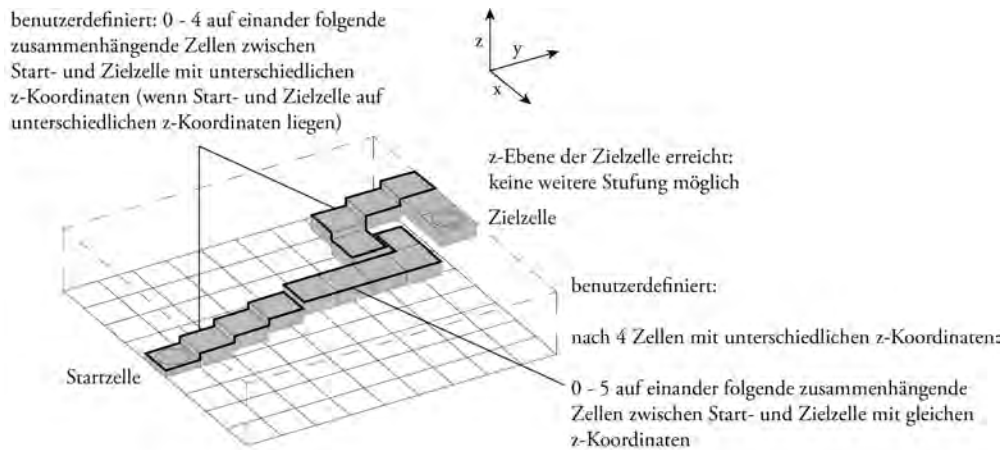 benutzerdefiniert: 0 - 4 auf einander folgende
zusammenhängende Zellen zwischen
Start- und Zielzelle mit unterschiedlichen
z-Koordinaten (wenn Start- und Zielzelle auf
unterschiedlichen z-Koordinaten liegen)
z
y
x
z-Ebene der Zielzelle erreicht:
keine weitere Stufung möglich
Zielzelle
benutzerdefiniert:
nach 4 Zellen mit unterschiedlichen z-Koordinaten:
Startzelle
0 - 5 auf einander folgende zusammenhängende
Zellen zwischen Start- und Zielzelle mit gleichen
z-Koordinaten